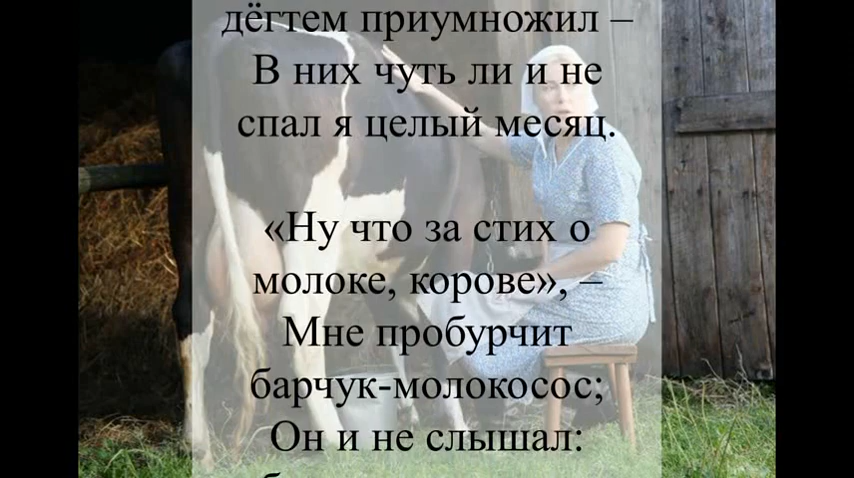 дёгтем приумножил –
В них чуть ли и не
спал я целый месяц.
«Ну что за стих о
молоке, корове», –
Мне пробурчит
барчук-молокосос;
Он и не слышал: